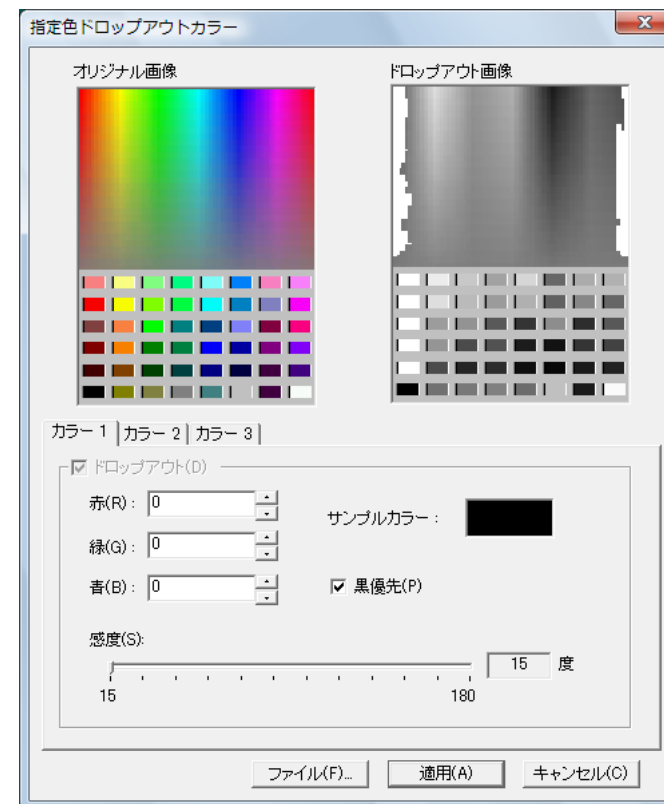 指定色ドロップアウトカラー
オリジナル画像
ドロップアウト画像
カラー 1
カラー 2
カラー 3
ドロップアウト(D)
赤(R) :
0
緑(G) :
0
青(B) :
0
サンプルカラー :
黒優先(P)
感度(S):
15
180
15 度
ファイル(F)...
適用(A)
キャンセル(C)